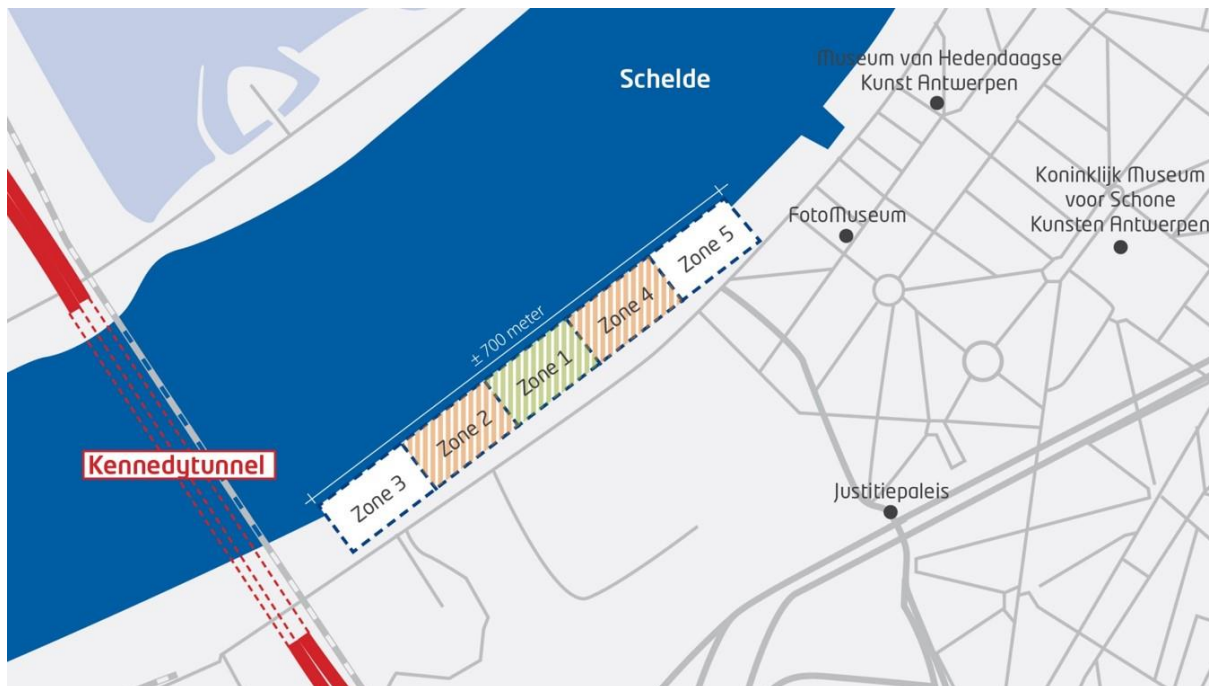 Museum van Hedendaagse
Kunst Antwerpen
Schelde
Koninklijk Museum
voor Schone
Kunsten Antwerpen
FotoMuseum
Zone 5
Zone 4
± 700 meter
Zone 1
Zone 2
Zone 3
Kennedytunnel
Justitiepaleis